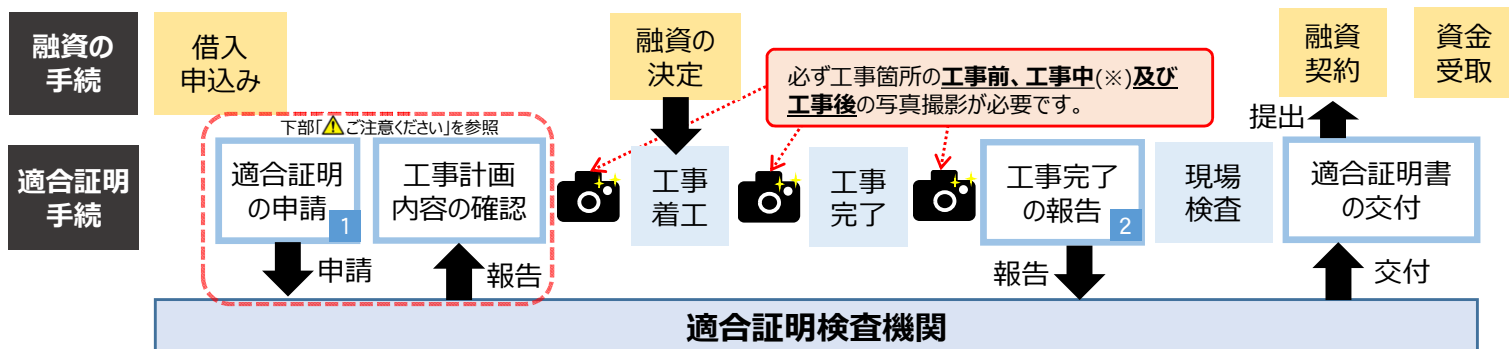 融資の
手続
借入
申込み
融資の
決定
必ず工事箇所の工事前、工事中(※)及び
工事後の写真撮影が必要です。
融資
契約
資金
受取
提出
下部「⚠ご注意ください」を参照
適合証明
手続
適合証明
の申請
1
工事計画
内容の確認
工事
着工
工事
完了
工事完了
の報告
2
現場
検査
適合証明書
の交付
申請
報告
報告
交付
適合証明検査機関